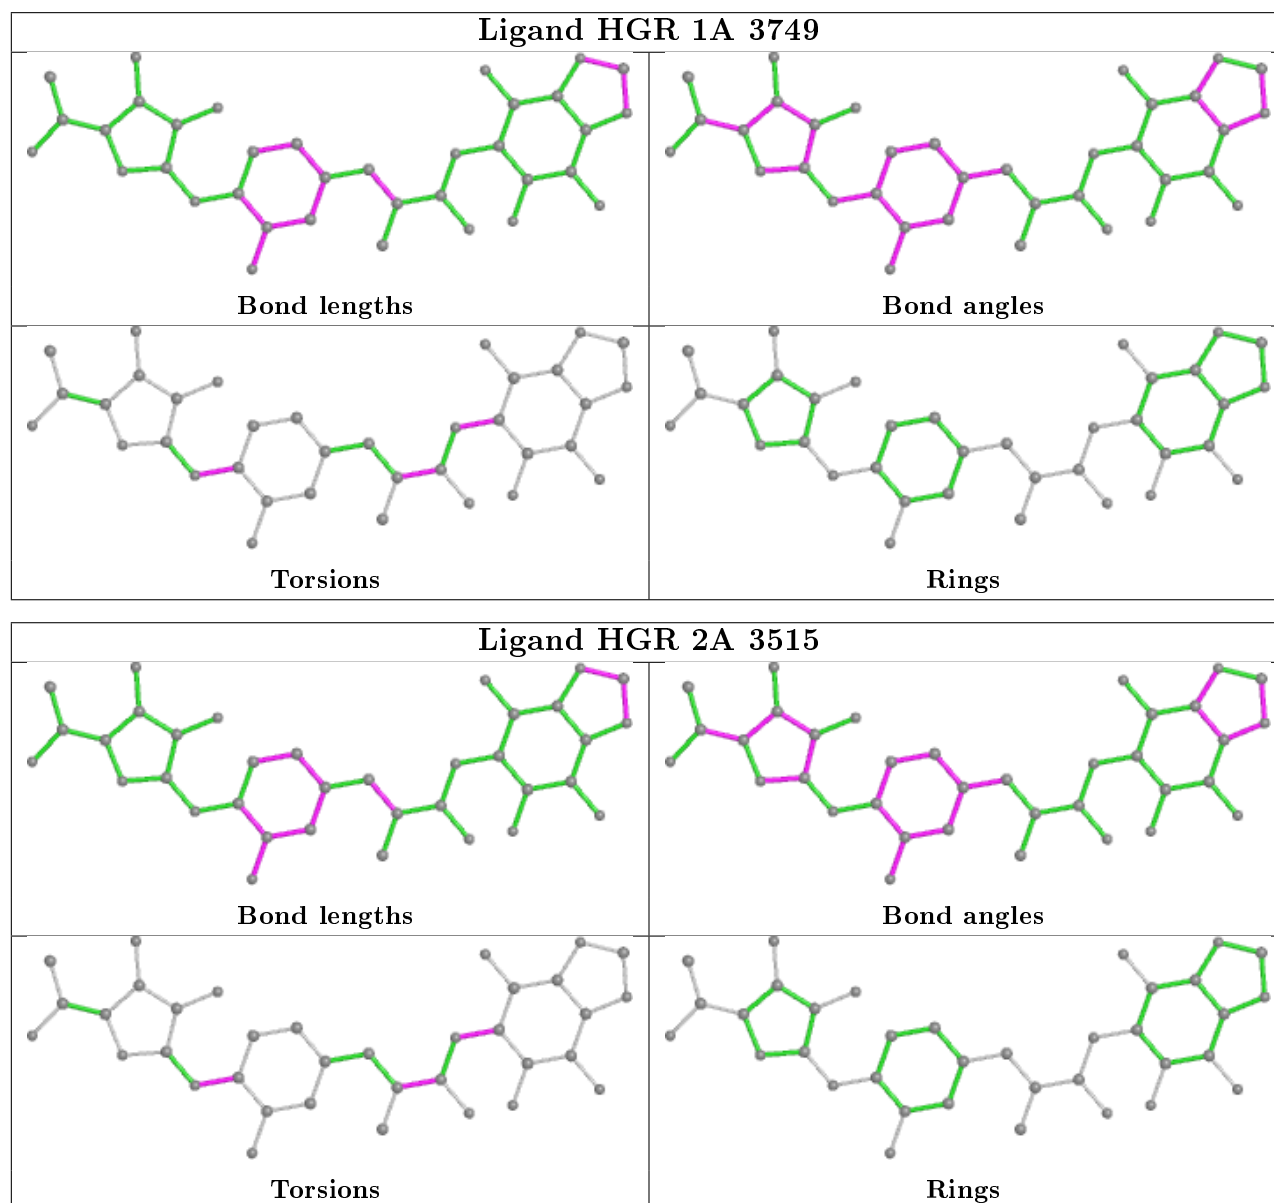 Ligand HGR 1A 3749
Bond lengths
Bond angles
Torsions
Rings
Ligand HGR 2A 3515
Bond lengths
Bond angles
Torsions
Rings